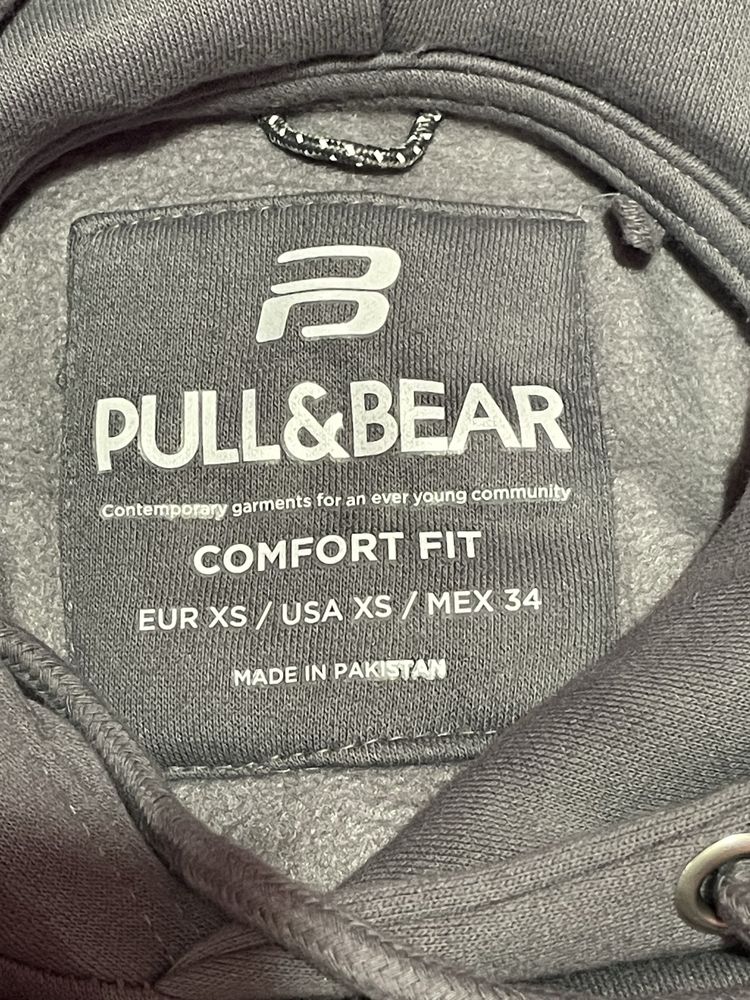 PULL&BEAR
Contemporary garments for an ever young community
COMFORT FIT
EUR XS / USA XS / MEX 34
MADE IN PAKISTAN